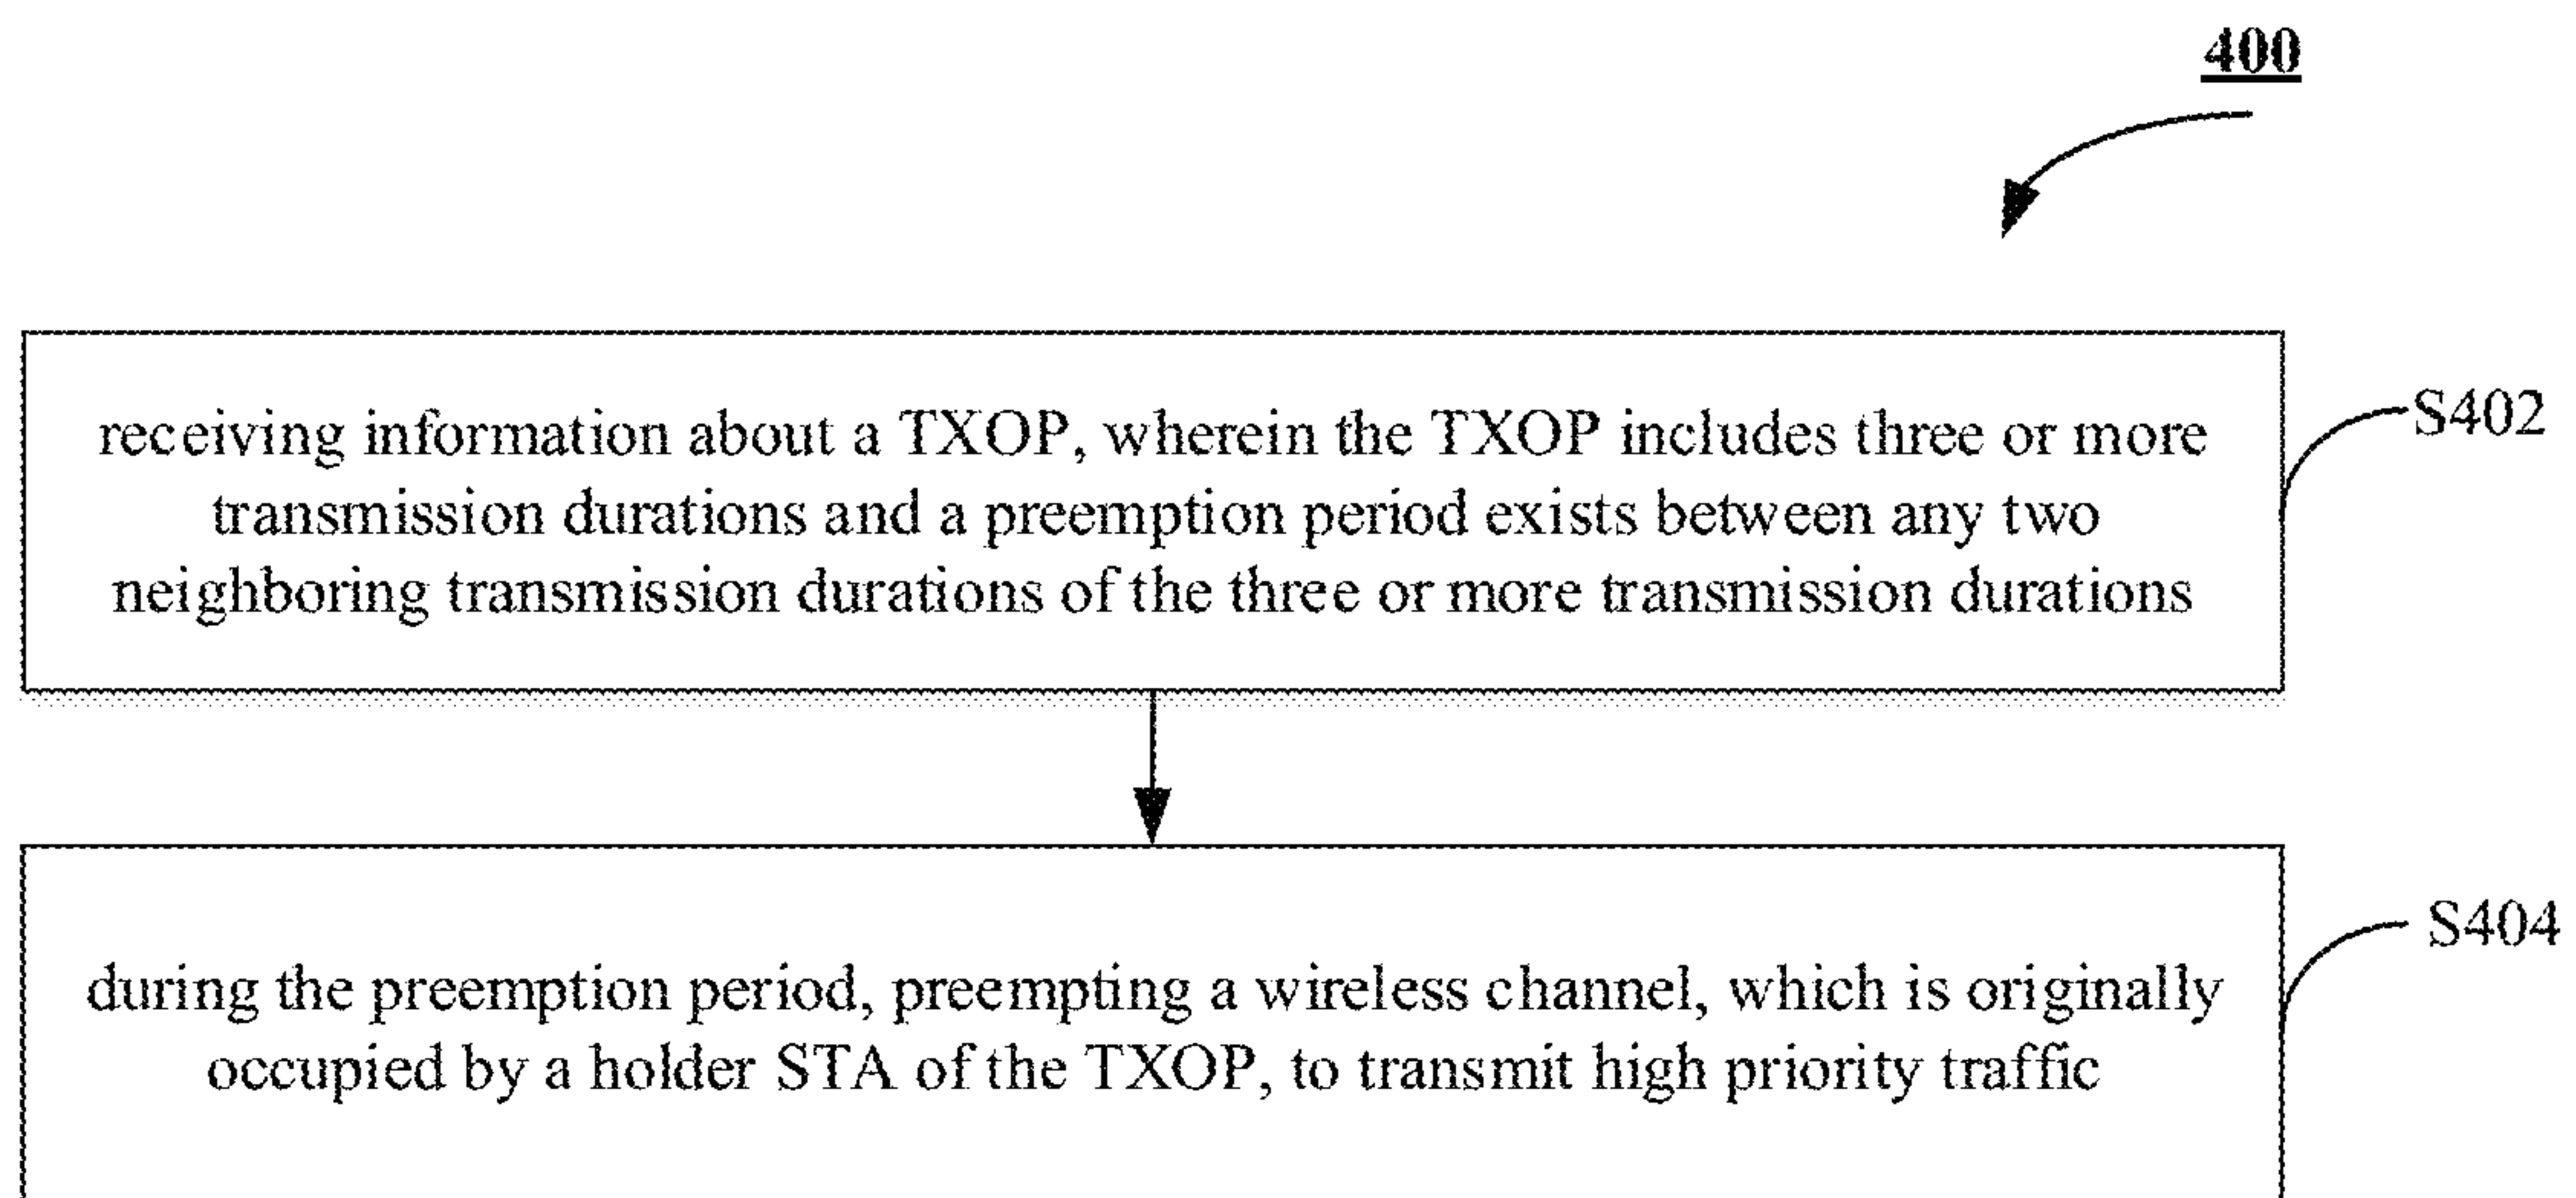 400
receiving information about a TXOP, wherein the TXOP includes three or more
transmission durations and a preemption period exists between any two
neighboring transmission durations of the three or more transmission durations
S402
during the preemption period, preempting a wireless channel, which is originally
occupied by a holder STA of the TXOP, to transmit high priority traffic
S404